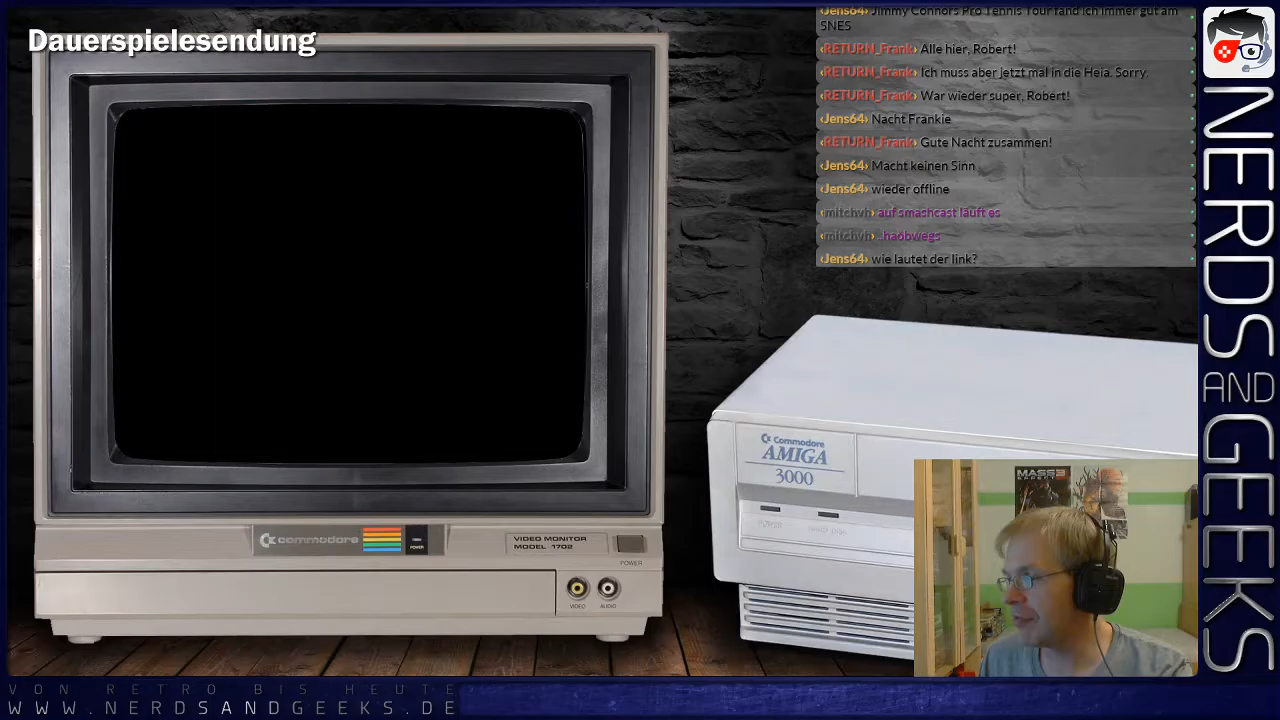 Dauerspielesendung
‹Jens64› Jimmy Connors Pro Tennis Tour fand ich immer gut am
SNES
‹RETURN_Frank› Alle hier, Robert!
‹RETURN_Frank› Ich muss aber jetzt mal in die Heia. Sorry.
‹RETURN_Frank› War wieder super, Robert!
‹Jens64› Nacht Frankie
‹RETURN_Frank› Gute Nacht zusammen!
‹Jens64› Macht keinen Sinn
‹Jens64› wieder offline
‹mitchvh› auf smashcast läuft es
‹mitchvh› ..haobwegs
‹Jens64› wie lautet der link?
NERDS
AND
GEEKS
commodore
POWER
VIDEO MONITOR
MODEL 1702
POWER
VIDEO
AUDIO
Commodore
AMIGA
3000
POWER
MASS
VON RETRO BIS HEUTE
WWW.NERDSANDGEEKS.DE